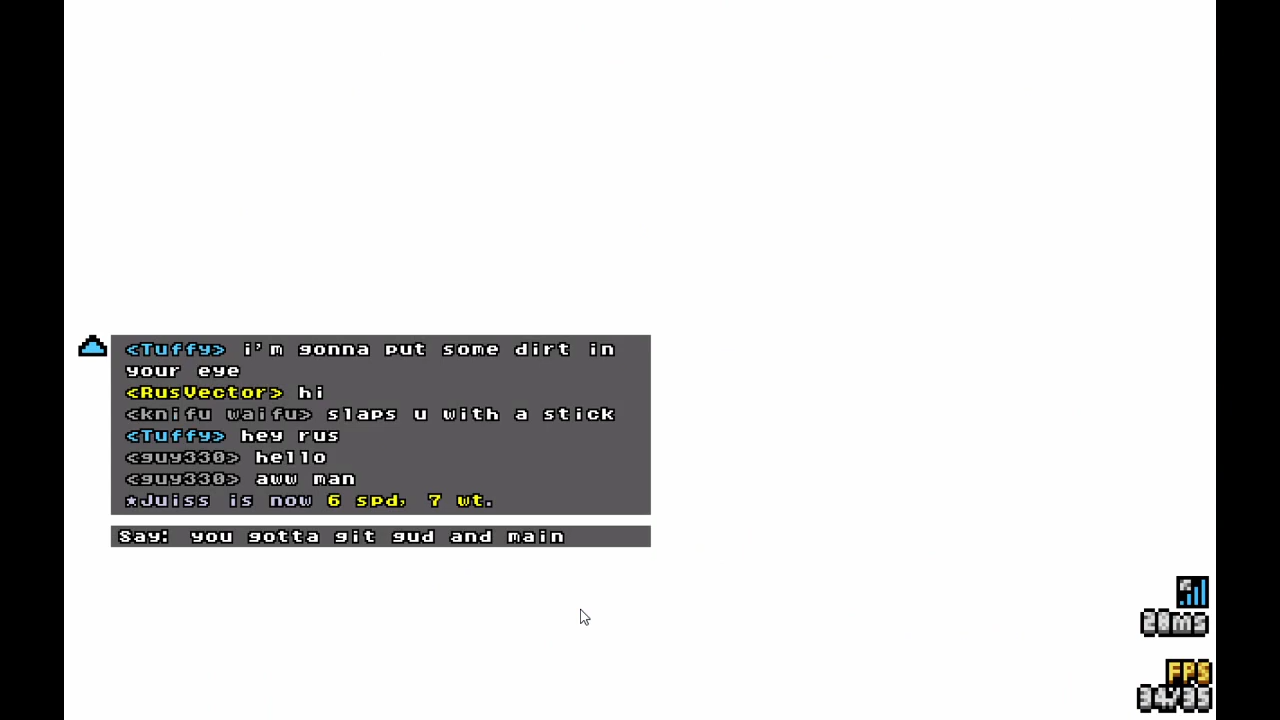 <Tuffy> i'm gonna put some dirt in
your eye
<RusVector> hi
<knifu waifu> slaps u with a stick
<Tuffy> hey rus
<guy330> hello
<guy330> aww man
*Juiss is now 6 spd, 7 wt.
Say: you gotta git gud and main
28ms
FPS
34/35